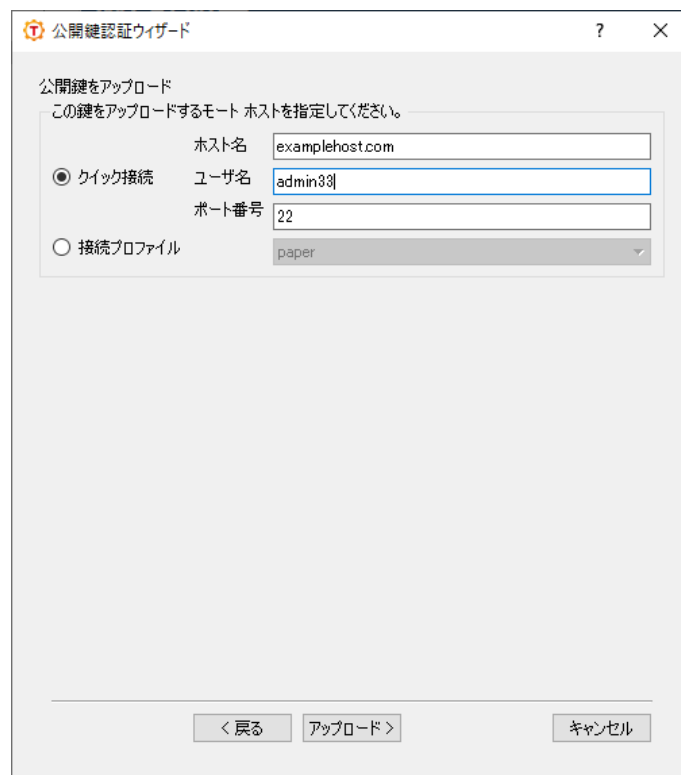 公開鍵認証ウィザード
公開鍵をアップロード
この鍵をアップロードするモート ホストを指定してください。
ホスト名 examplehost.com
クイック接続 ユーザ名 admin33
ポート番号 22
接続プロファイル paper
< 戻る アップロード > キャンセル